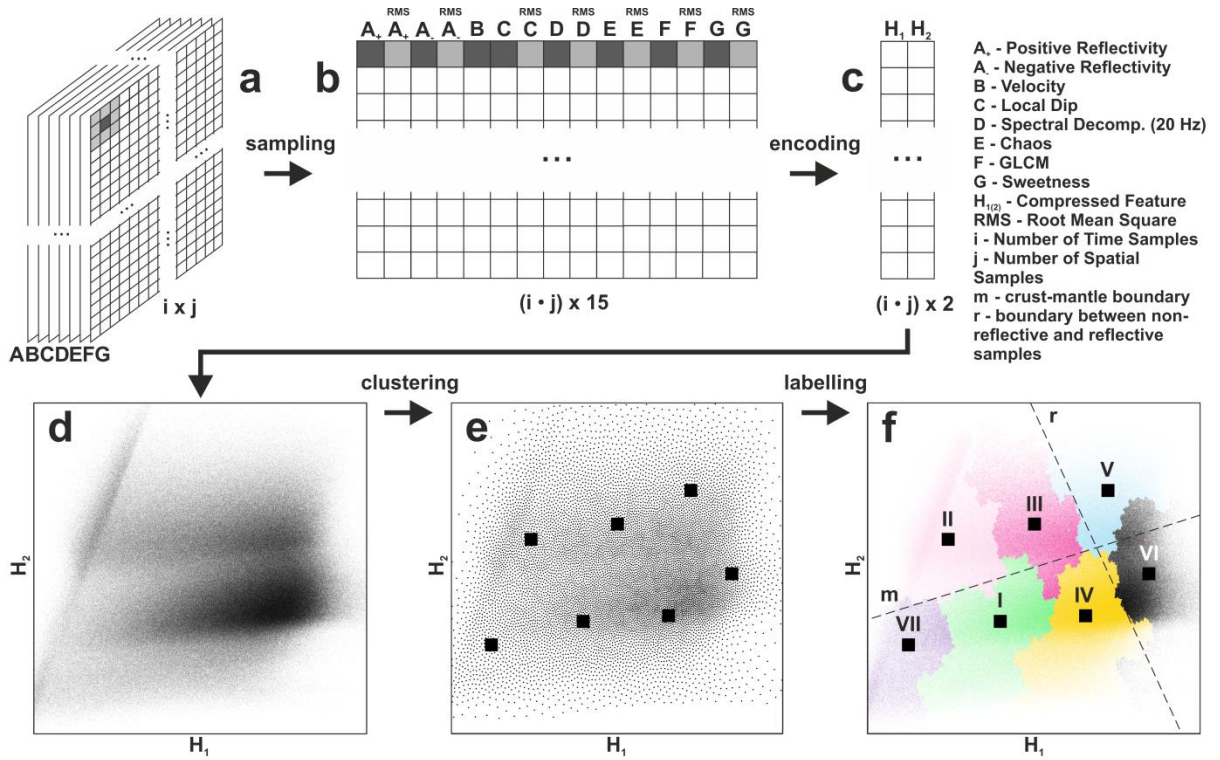 RMS RMS RMS RMS RMS RMS RMS
A₊ A₊ A₋ A₋ B C C D D E E F F G G
H₁ H₂
a
b
c
...
...
...
...
...
...
...
sampling
encoding
i x j
(i • j) x 15
(i • j) x 2
ABCDEFG
A₊ - Positive Reflectivity
A₋ - Negative Reflectivity
B - Velocity
C - Local Dip
D - Spectral Decomp. (20 Hz)
E - Chaos
F - GLCM
G - Sweetness
H₁₍₂₎ - Compressed Feature
RMS - Root Mean Square
i - Number of Time Samples
j - Number of Spatial
Samples
m - crust-mantle boundary
r - boundary between non-
reflective and reflective
samples
clustering
labelling
d
H₂
H₁
e
H₂
H₁
f
r
V
III
II
VI
m
I
IV
VII
H₂
H₁